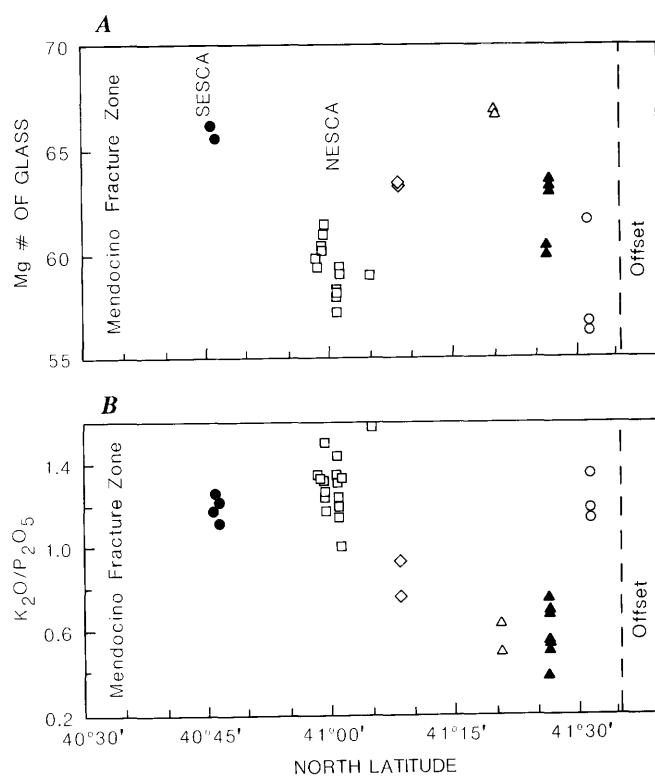 A
70
65
60
55
Mg # OF GLASS
Mendocino Fracture Zone
SESCA
NESCA
Offset
B
1.4
1.0
0.6
0.2
K₂O/P₂O₅
Mendocino Fracture Zone
Offset
40°30' 40°45' 41°00' 41°15' 41°30'
NORTH LATITUDE